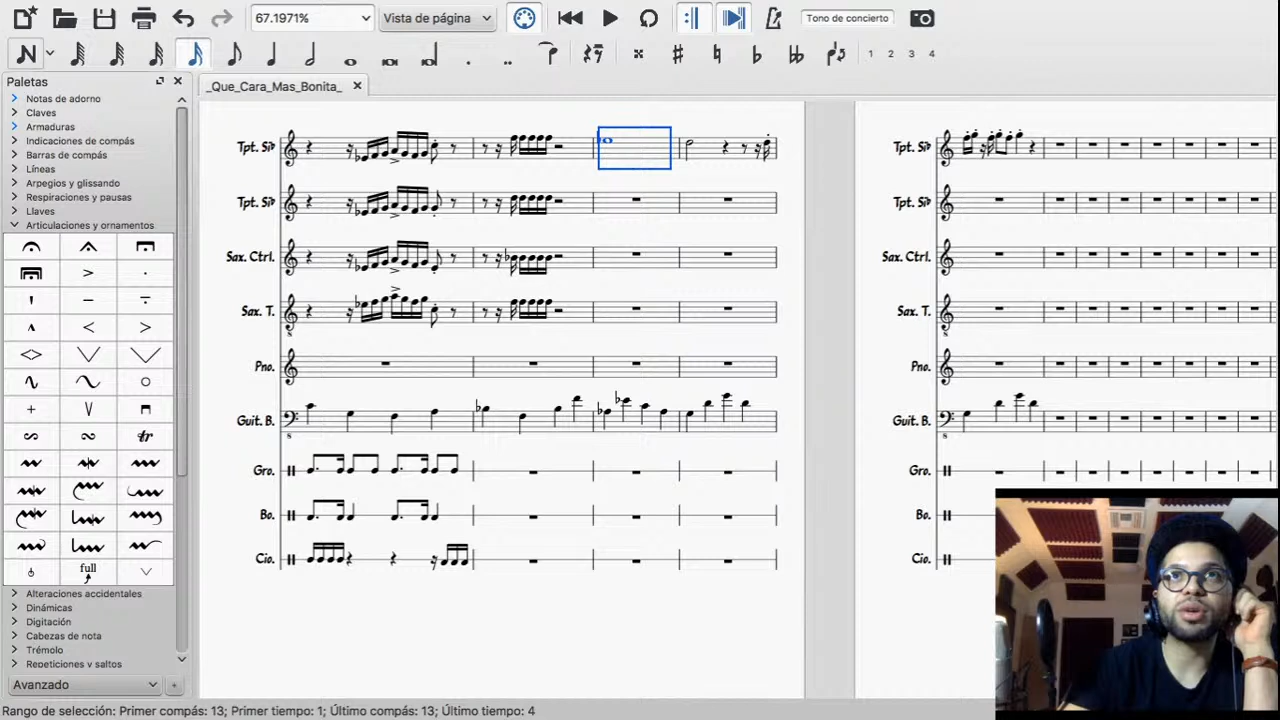 67.1971%
Vista de página
Tono de concierto
1 2 3 4
Paletas
_Que_Cara_Mas_Bonita_
Notas de adorno
Claves
Armaduras
Indicaciones de compás
Barras de compás
Líneas
Arpegios y glissando
Respiraciones y pausas
Llaves
Articulaciones y ornamentos
full
Alteraciones accidentales
Dinámicas
Digitación
Cabezas de nota
Trémolo
Repeticiones y saltos
Avanzado
Tpt. Si♭
Tpt. Si♭
Sax. Ctrl.
Sax. T.
Pno.
Guit. B.
Gro.
Bo.
Cio.
Tpt. Si♭
Tpt. Si♭
Sax. Ctrl.
Sax. T.
Pno.
Guit. B.
Gro.
Bo.
Cio.
Rango de selección: Primer compás: 13; Primer tiempo: 1; Último compás: 13; Último tiempo: 4